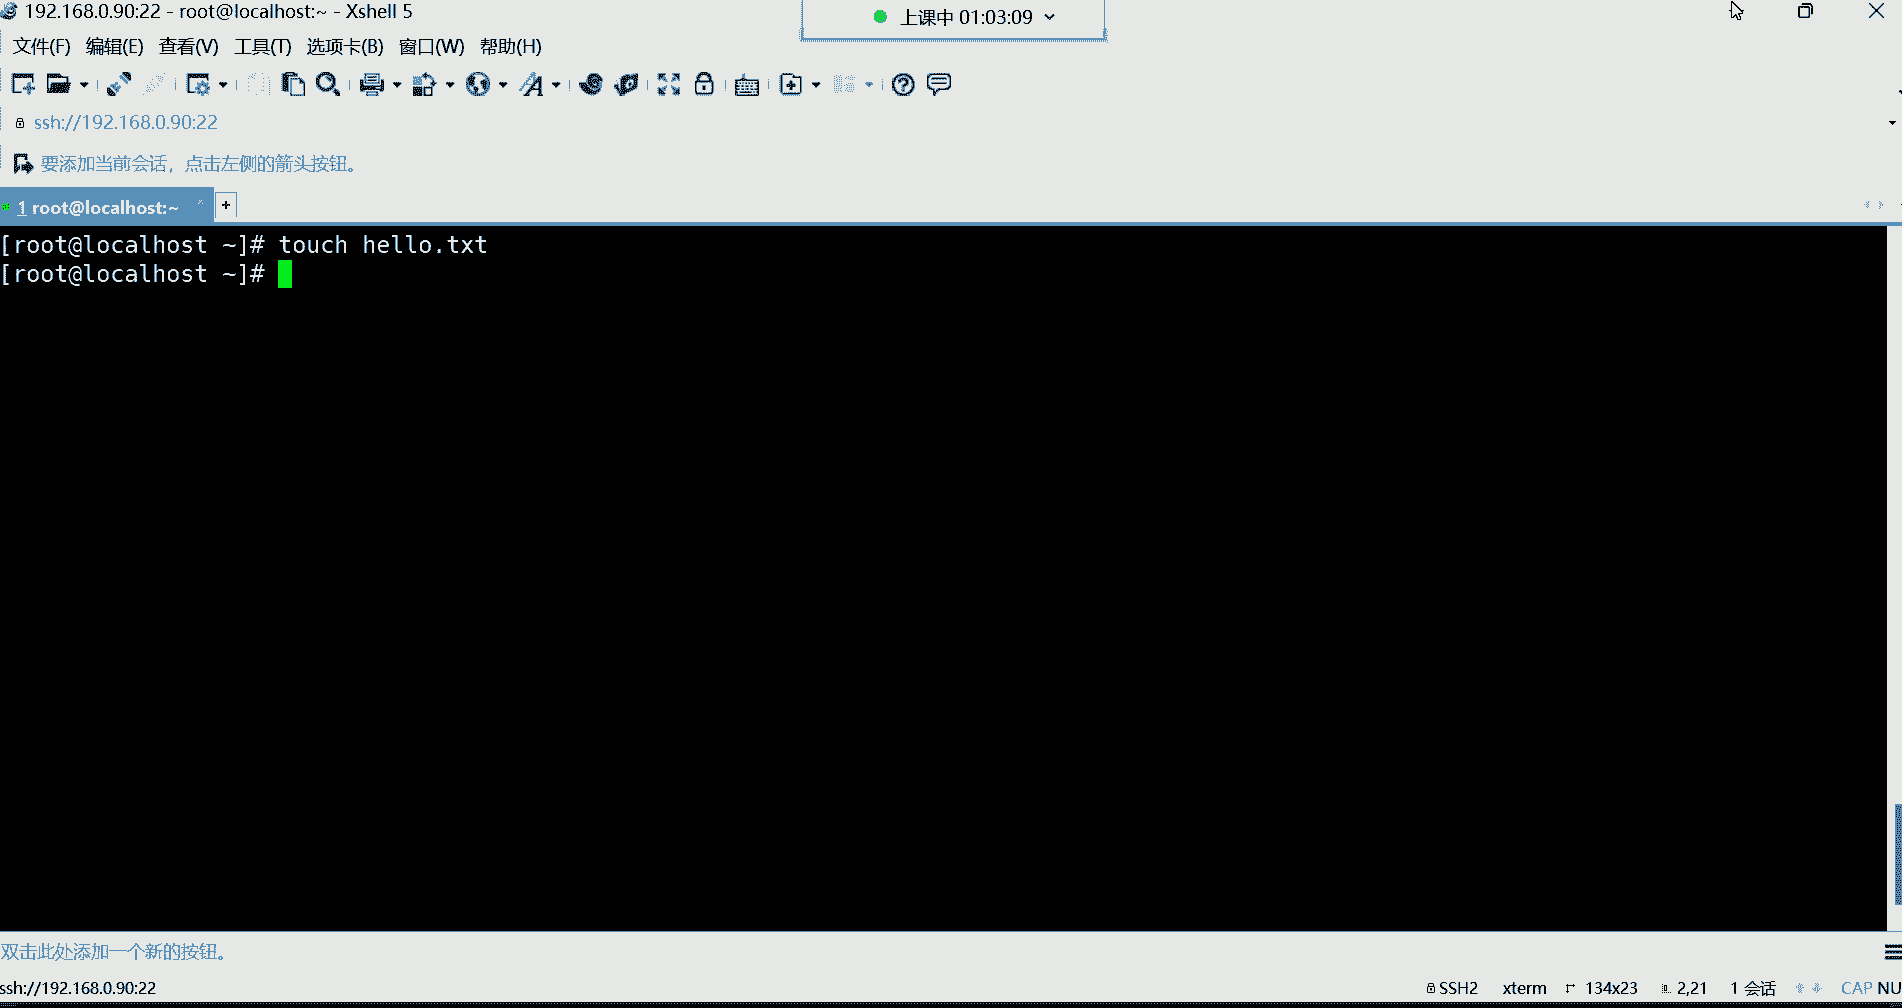 192.168.0.90:22 - root@localhost:~ - Xshell 5
上课中 01:03:09
文件(F) 编辑(E) 查看(V) 工具(T) 选项卡(B) 窗口(W) 帮助(H)
ssh://192.168.0.90:22
要添加当前会话，点击左侧的箭头按钮。
1 root@localhost:~ +
[root@localhost ~]# touch hello.txt
[root@localhost ~]#
双击此处添加一个新的按钮。
ssh://192.168.0.90:22 SSH2 xterm 134x23 2,21 1 会话 CAP NU